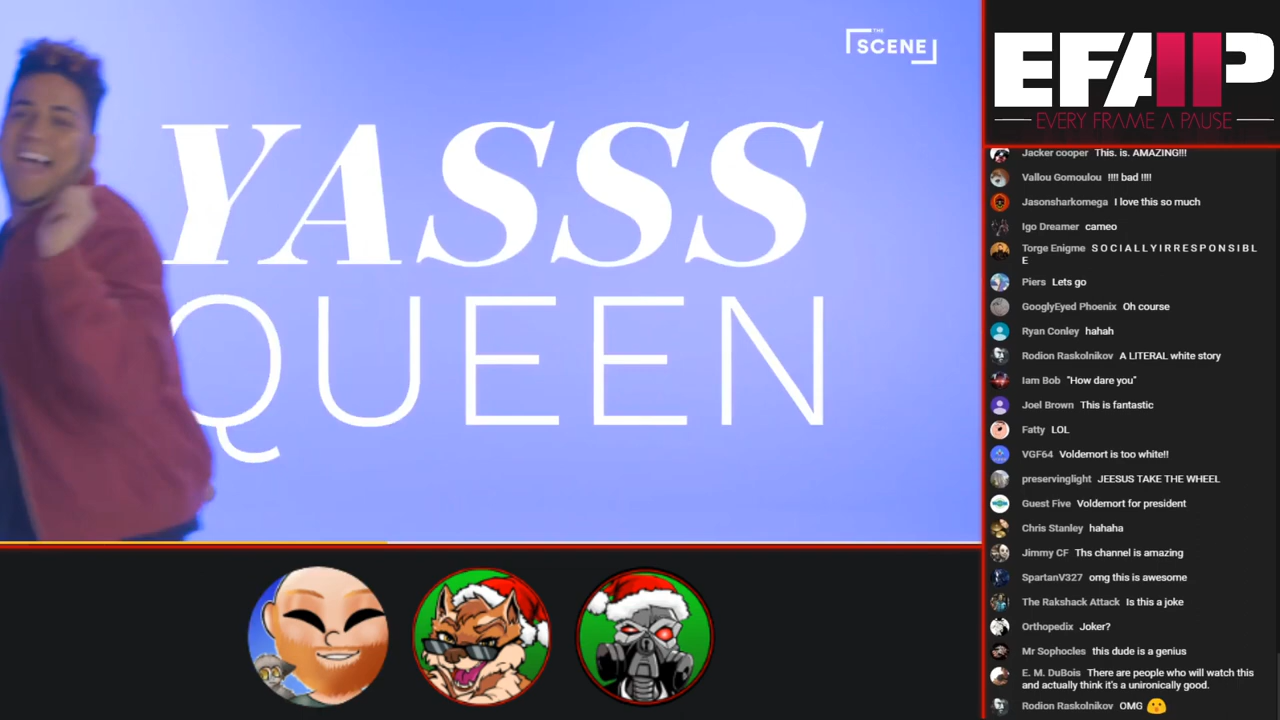 THE
SCENE
YASSS
QUEEN
EFAP
EVERY FRAME A PAUSE
Jacker cooper This. is. AMAZING!!!
Vallou Gomoulou !!!! bad !!!!
Jasonsharkomega I love this so much
Igo Dreamer cameo
Torge Enigme S O C I A L L Y I R R E S P O N S I B L
E
Piers Lets go
GooglyEyed Phoenix Oh course
Ryan Conley hahah
Rodion Raskolnikov A LITERAL white story
Iam Bob "How dare you"
Joel Brown This is fantastic
Fatty LOL
VGF64 Voldemort is too white!!
preservinglight JEESUS TAKE THE WHEEL
Guest Five Voldemort for president
Chris Stanley hahaha
Jimmy CF Ths channel is amazing
SpartanV327 omg this is awesome
The Rakshack Attack Is this a joke
Orthopedix Joker?
Mr Sophocles this dude is a genius
E. M. DuBois There are people who will watch this
and actually think it's a unironically good.
Rodion Raskolnikov OMG 😮